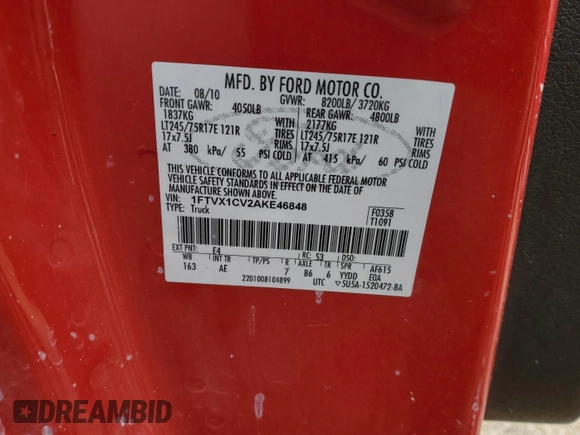 MFD. BY FORD MOTOR CO.
DATE: 08/10 GVWR: 8200LB/ 3720KG
FRONT GAWR: 4050LB REAR GAWR: 4800LB
1837KG WITH 2177KG WITH
LT245/75R17E 121R TIRES LT245/75R17E 121R TIRES
17x7.5J RIMS 17x7.5J RIMS
AT 380 kPa/ 55 PSI COLD AT 415 kPa/ 60 PSI COLD
THIS VEHICLE CONFORMS TO ALL APPLICABLE FEDERAL MOTOR
VEHICLE SAFETY STANDARDS IN EFFECT ON THE DATE OF
MANUFACTURE SHOWN ABOVE.
VIN: 1FTVX1CV2AKE46848
TYPE: Truck
F0358
T1091
EXT PNT: E4 RC: 53 DSO:
WB INT TR TP/PS R AXLE TR SPR AF615
163 AE 7 B6 6 YYDD E0A
2201008104899 UTC ▽5U5A-1520472-BA
DREAMBID